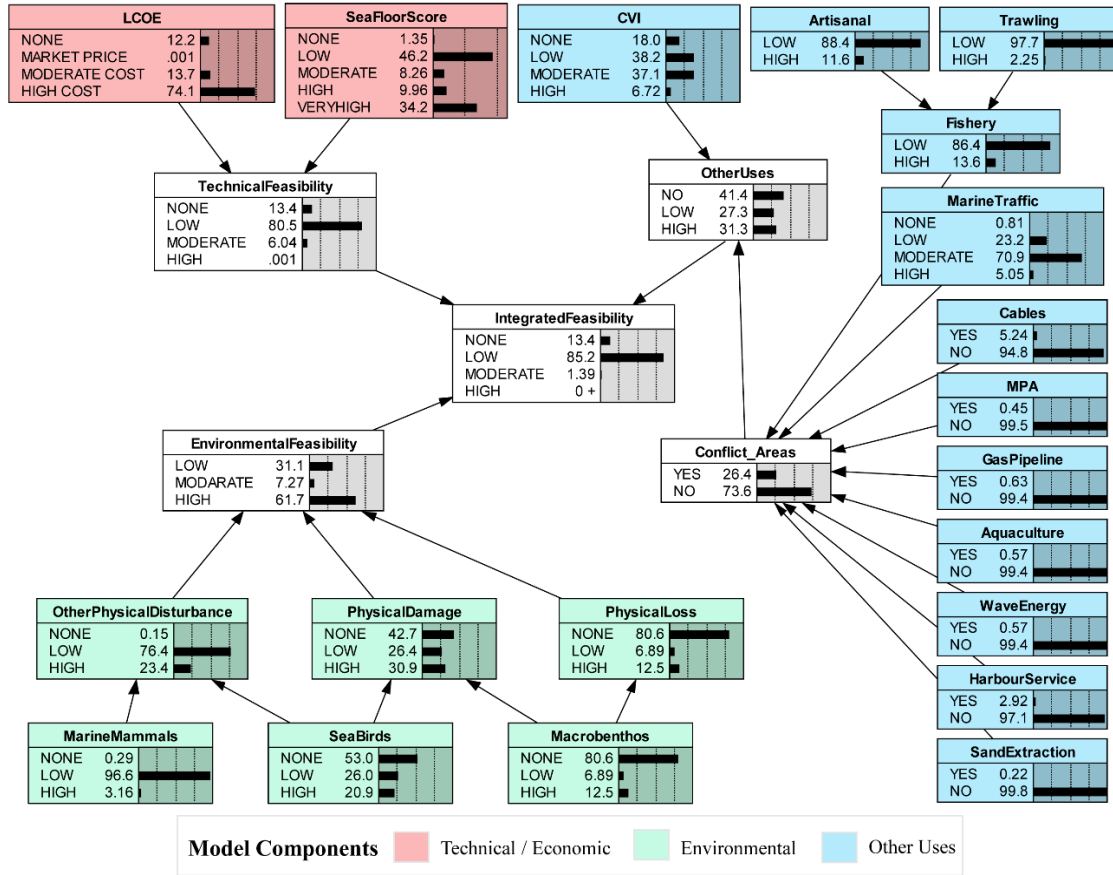 LCOE
NONE 12.2
MARKET PRICE .001
MODERATE COST 13.7
HIGH COST 74.1
SeaFloorScore
NONE 1.35
LOW 46.2
MODERATE 8.26
HIGH 9.96
VERYHIGH 34.2
CVI
NONE 18.0
LOW 38.2
MODERATE 37.1
HIGH 6.72
Artisanal
LOW 88.4
HIGH 11.6
Trawling
LOW 97.7
HIGH 2.25
Fishery
LOW 86.4
HIGH 13.6
TechnicalFeasibility
NONE 13.4
LOW 80.5
MODERATE 6.04
HIGH .001
OtherUses
NO 41.4
LOW 27.3
HIGH 31.3
MarineTraffic
NONE 0.81
LOW 23.2
MODERATE 70.9
HIGH 5.05
IntegratedFeasibility
NONE 13.4
LOW 85.2
MODERATE 1.39
HIGH 0 +
Cables
YES 5.24
NO 94.8
MPA
YES 0.45
NO 99.5
EnvironmentalFeasibility
LOW 31.1
MODARATE 7.27
HIGH 61.7
Conflict_Areas
YES 26.4
NO 73.6
GasPipeline
YES 0.63
NO 99.4
Aquaculture
YES 0.57
NO 99.4
WaveEnergy
YES 0.57
NO 99.4
HarbourService
YES 2.92
NO 97.1
SandExtraction
YES 0.22
NO 99.8
OtherPhysicalDisturbance
NONE 0.15
LOW 76.4
HIGH 23.4
PhysicalDamage
NONE 42.7
LOW 26.4
HIGH 30.9
PhysicalLoss
NONE 80.6
LOW 6.89
HIGH 12.5
MarineMammals
NONE 0.29
LOW 96.6
HIGH 3.16
SeaBirds
NONE 53.0
LOW 26.0
HIGH 20.9
Macrobenthos
NONE 80.6
LOW 6.89
HIGH 12.5
Model Components Technical / Economic Environmental Other Uses